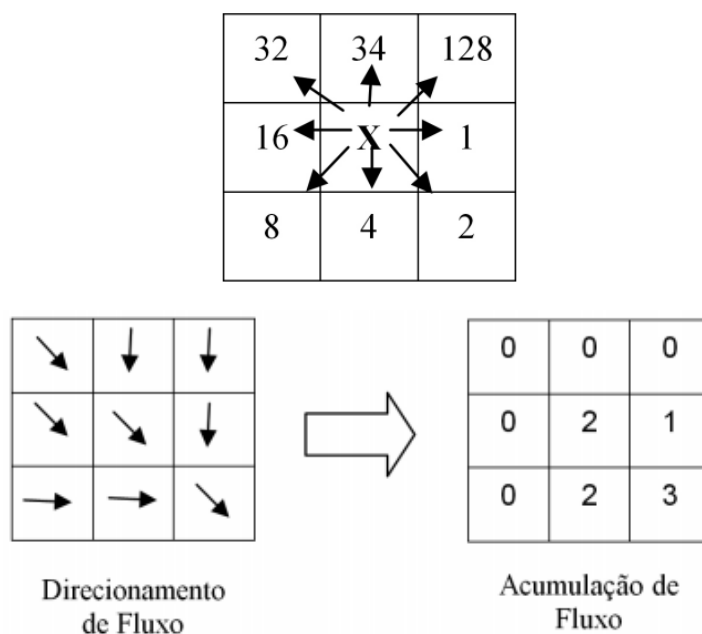 32 34 128
16 X 1
8 4 2
0 0 0
0 2 1
0 2 3
Direcionamento
de Fluxo
Acumulação de
Fluxo